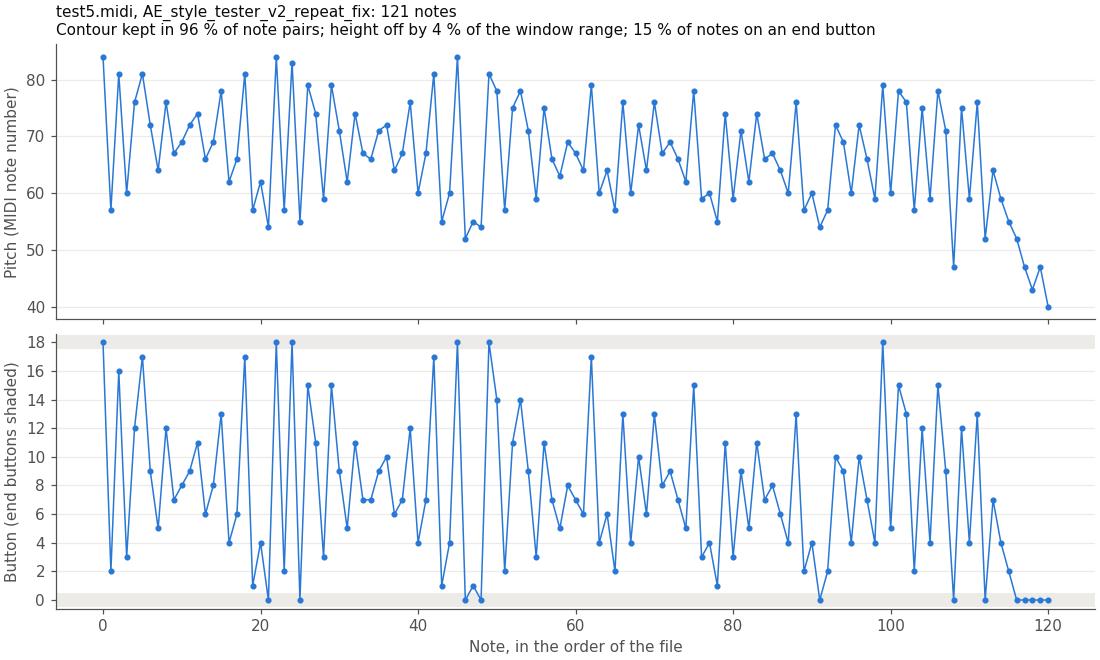 test5.midi, AE_style_tester_v2_repeat_fix: 121 notes
Contour kept in 96 % of note pairs; height off by 4 % of the window range; 15 % of notes on an end button
Pitch (MIDI note number)
80
70
60
50
40
Button (end buttons shaded)
18
16
14
12
10
8
6
4
2
0
0 20 40 60 80 100 120
Note, in the order of the file